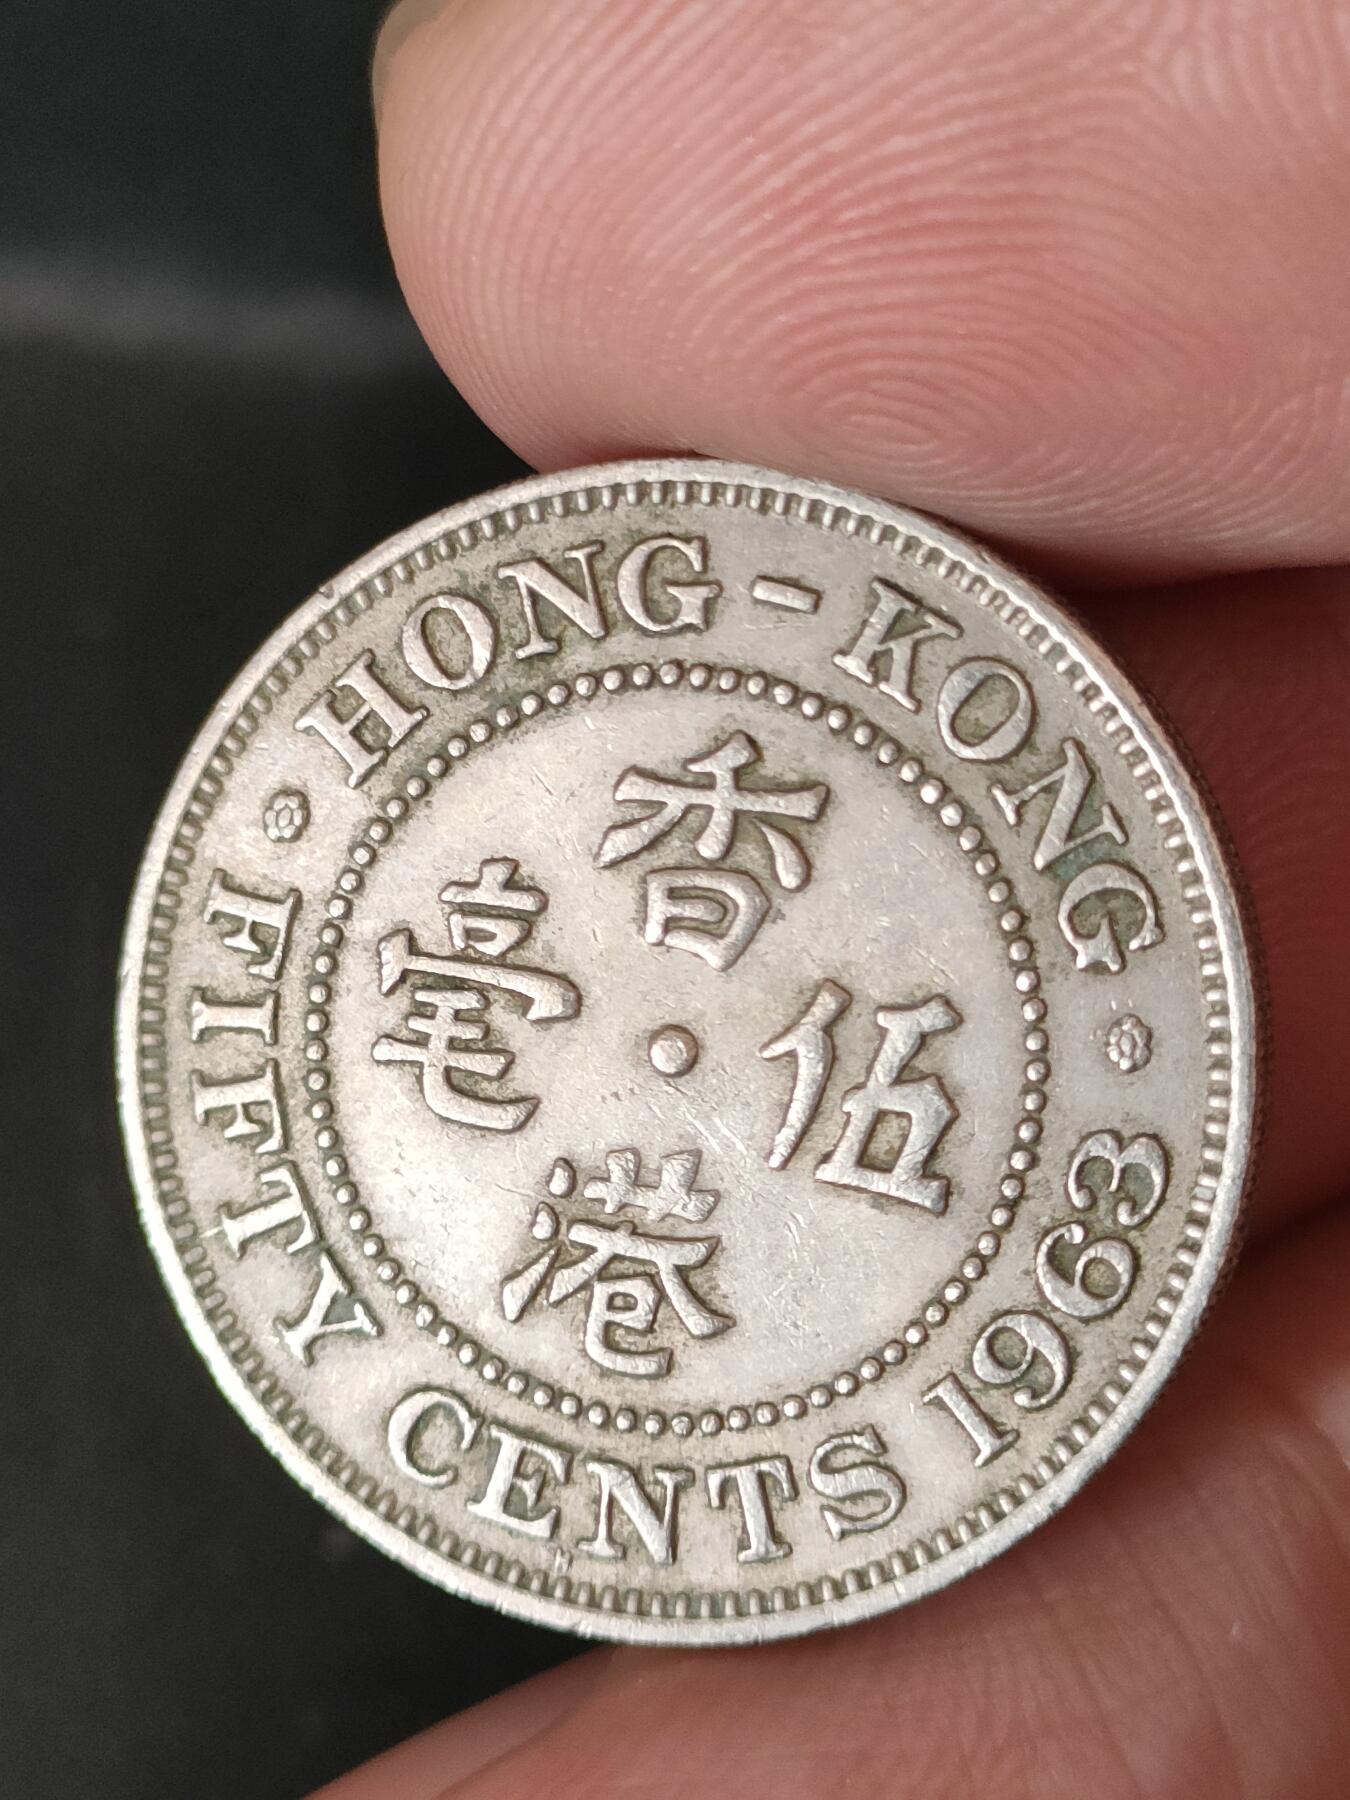 HONG - KONG
FIFTY CENTS 1963
香港
伍毫